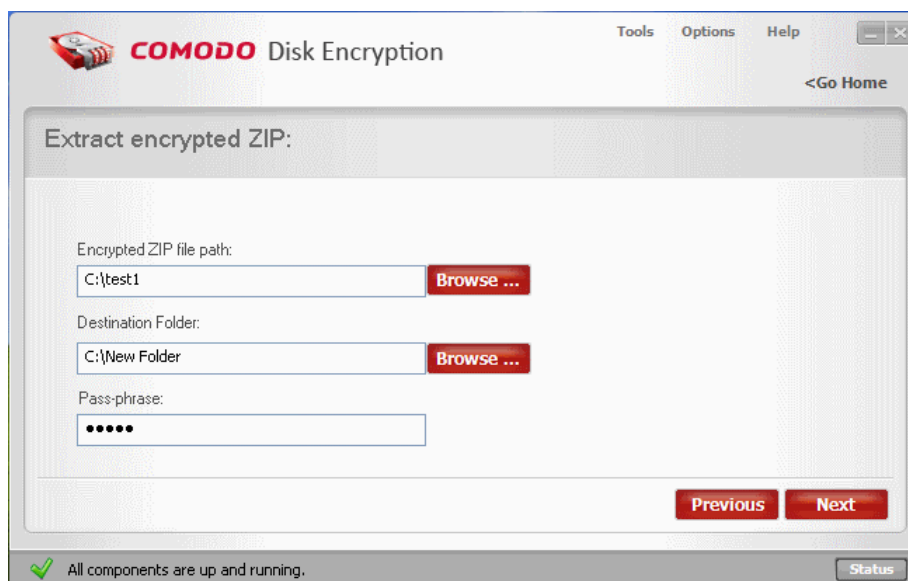 Tools Options Help
COMODO Disk Encryption
<Go Home
Extract encrypted ZIP:
Encrypted ZIP file path:
C:\test1 Browse ...
Destination Folder:
C:\New Folder Browse ...
Pass-phrase:
•••••
Previous Next
All components are up and running. Status